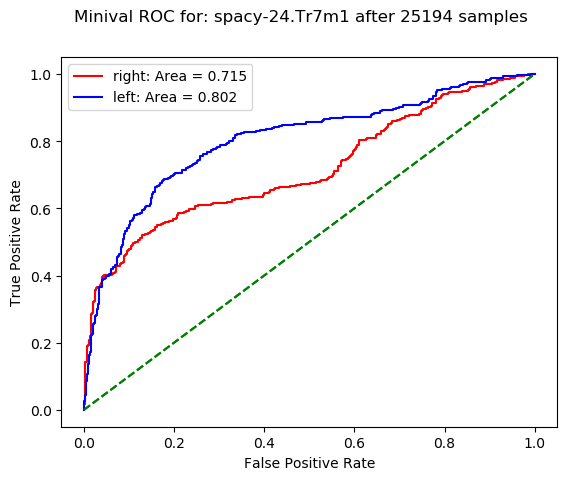 Minival ROC for: spacy-24.Tr7m1 after 25194 samples
right: Area = 0.715
left: Area = 0.802
True Positive Rate
1.0
0.8
0.6
0.4
0.2
0.0
0.0 0.2 0.4 0.6 0.8 1.0
False Positive Rate